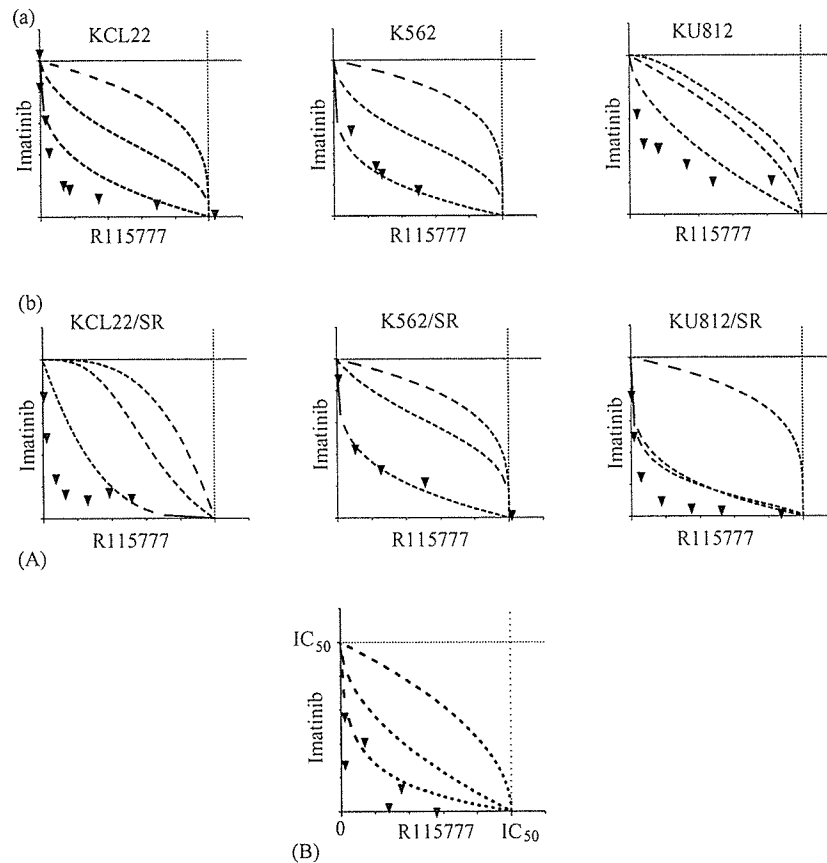 (a)
KCL22
K562
KU812
Imatinib
Imatinib
Imatinib
R115777
R115777
R115777
(b)
KCL22/SR
K562/SR
KU812/SR
Imatinib
Imatinib
Imatinib
R115777
R115777
R115777
(A)
IC50
Imatinib
0
R115777
IC50
(B)